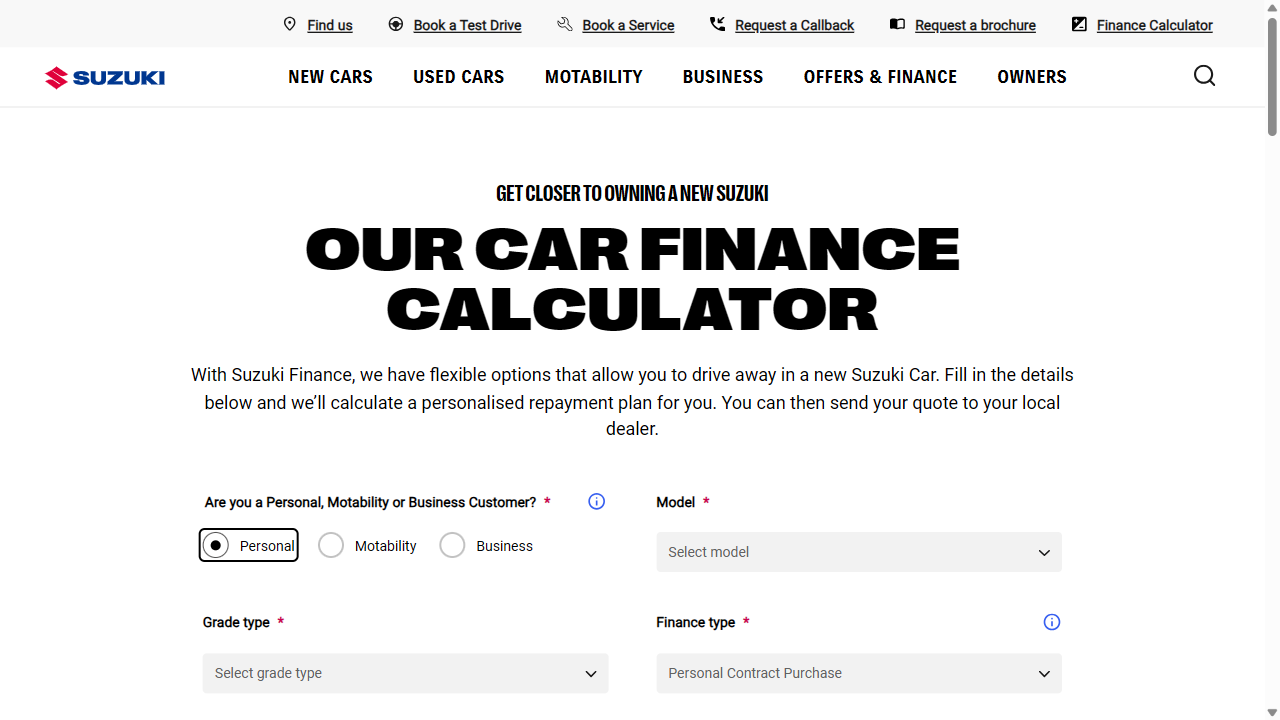 Find us
Book a Test Drive
Book a Service
Request a Callback
Request a brochure
Finance Calculator
SUZUKI
NEW CARS
USED CARS
MOTABILITY
BUSINESS
OFFERS & FINANCE
OWNERS
GET CLOSER TO OWNING A NEW SUZUKI
OUR CAR FINANCE
CALCULATOR
With Suzuki Finance, we have flexible options that allow you to drive away in a new Suzuki Car. Fill in the details
below and we’ll calculate a personalised repayment plan for you. You can then send your quote to your local
dealer.
Are you a Personal, Motability or Business Customer? *
Personal
Motability
Business
Model *
Select model
Grade type *
Select grade type
Finance type *
Personal Contract Purchase